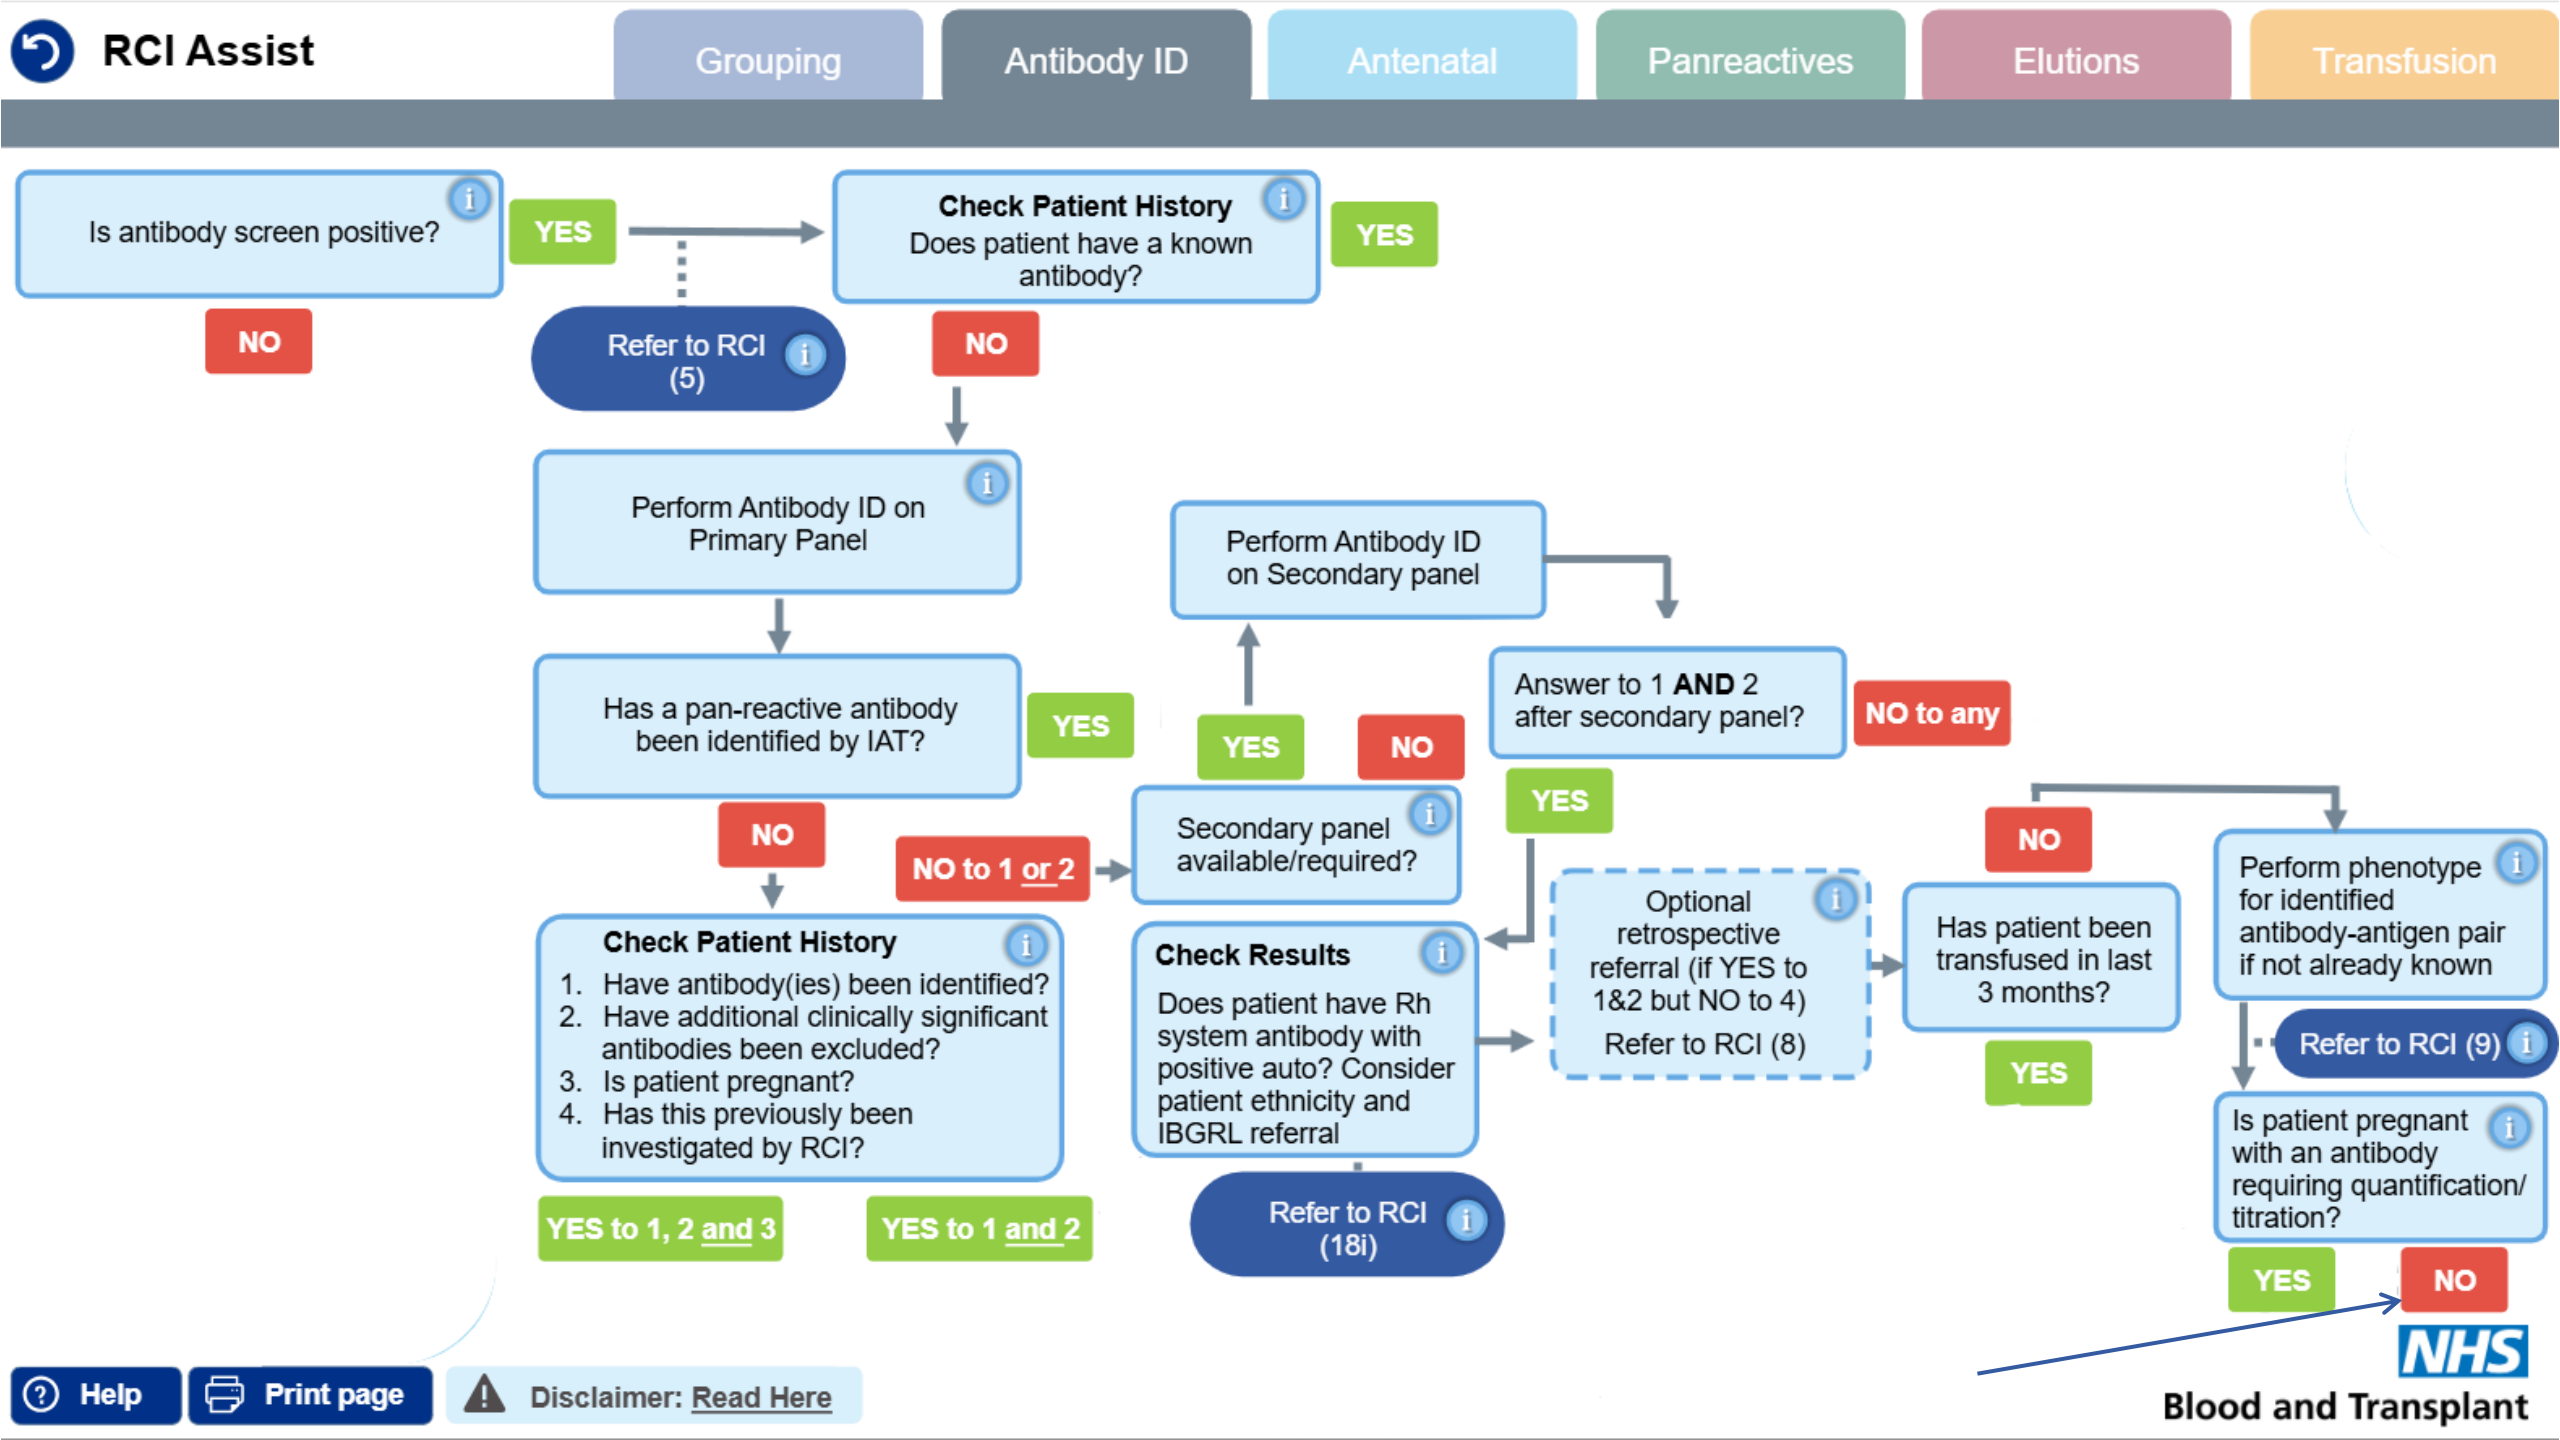 RCI Assist
Grouping
Antibody ID
Antenatal
Panreactives
Elutions
Transfusion
Is antibody screen positive?
i
YES
NO
Refer to RCI
(5)
i
Check Patient History
Does patient have a known
antibody?
i
YES
NO
Perform Antibody ID on
Primary Panel
i
Has a pan-reactive antibody
been identified by IAT?
YES
NO
Check Patient History
1. Have antibody(ies) been identified?
2. Have additional clinically significant
antibodies been excluded?
3. Is patient pregnant?
4. Has this previously been
investigated by RCI?
i
YES to 1, 2 and 3
YES to 1 and 2
NO to 1 or 2
Secondary panel
available/required?
i
YES
NO
Perform Antibody ID
on Secondary panel
Answer to 1 AND 2
after secondary panel?
NO to any
YES
Check Results
Does patient have Rh
system antibody with
positive auto? Consider
patient ethnicity and
IBGRL referral
i
Refer to RCI
(18i)
i
Optional
retrospective
referral (if YES to
1&2 but NO to 4)
Refer to RCI (8)
i
Has patient been
transfused in last
3 months?
NO
YES
Perform phenotype
for identified
antibody-antigen pair
if not already known
i
Refer to RCI (9)
i
Is patient pregnant
with an antibody
requiring quantification/
titration?
i
YES
NO
? Help
Print page
Disclaimer: Read Here
NHS
Blood and Transplant